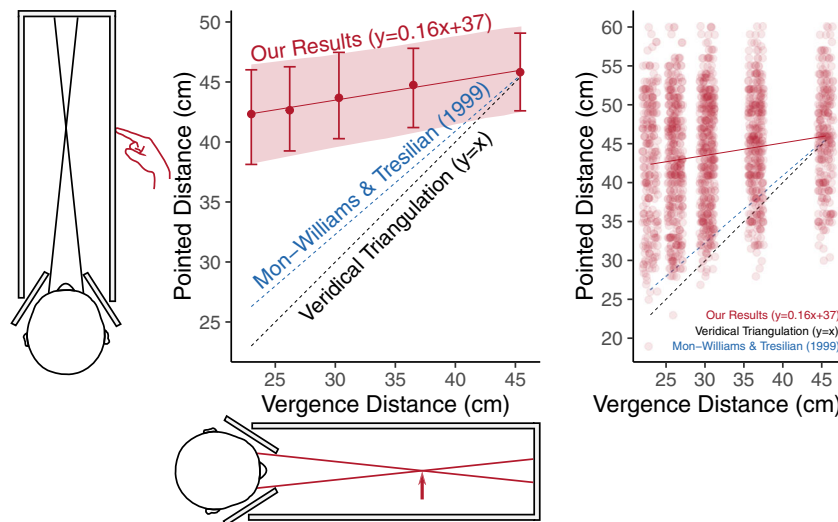 50
45
40
35
30
25
Pointed Distance (cm)
Our Results (y=0.16x+37)
Mon−Williams & Tresilian (1999)
Veridical Triangulation (y=x)
25 30 35 40 45
Vergence Distance (cm)
60
55
50
45
40
35
30
25
20
Pointed Distance (cm)
Our Results (y=0.16x+37)
Veridical Triangulation (y=x)
Mon−Williams & Tresilian (1999)
25 30 35 40 45
Vergence Distance (cm)